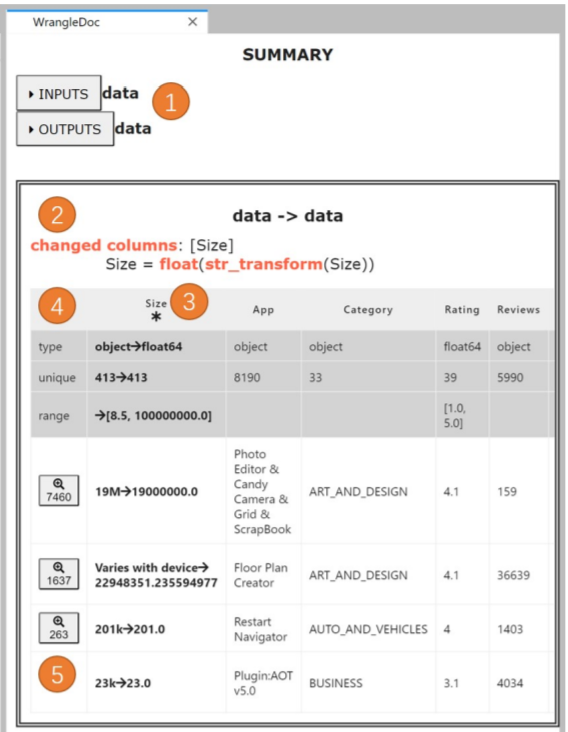 WrangleDoc ×
SUMMARY
▸ INPUTS data 1
▸ OUTPUTS data
2 data -> data
changed columns: [Size]
Size = float(str_transform(Size))
4 Size * 3 App Category Rating Reviews
type object→float64 object object float64 object
unique 413→413 8190 33 39 5990
range →[8.5, 100000000.0] [1.0,
5.0]
Photo
Editor &
Candy
7460 19M→19000000.0 Camera & ART_AND_DESIGN 4.1 159
Grid &
ScrapBook
1637 Varies with device→ Floor Plan ART_AND_DESIGN 4.1 36639
22948351.235594977 Creator
263 201k→201.0 Restart AUTO_AND_VEHICLES 4 1403
Navigator
5 23k→23.0 Plugin:AOT BUSINESS 3.1 4034
v5.0